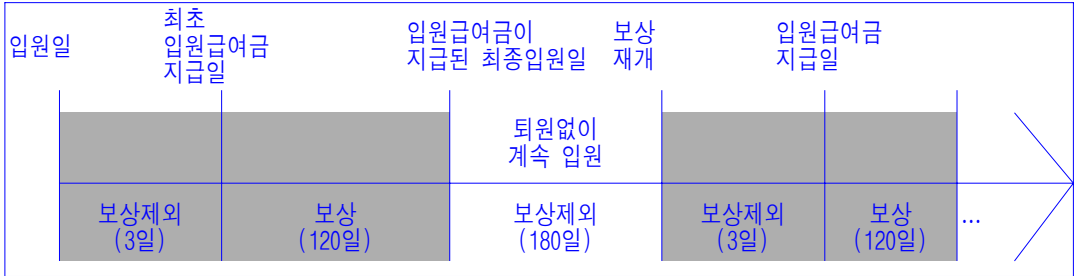 입원일
최초
입원급여금
지급일
입원급여금이
지급된 최종입원일
보상
재개
입원급여금
지급일
퇴원없이
계속 입원
보상제외
(3일)
보상
(120일)
보상제외
(180일)
보상제외
(3일)
보상
(120일)
...